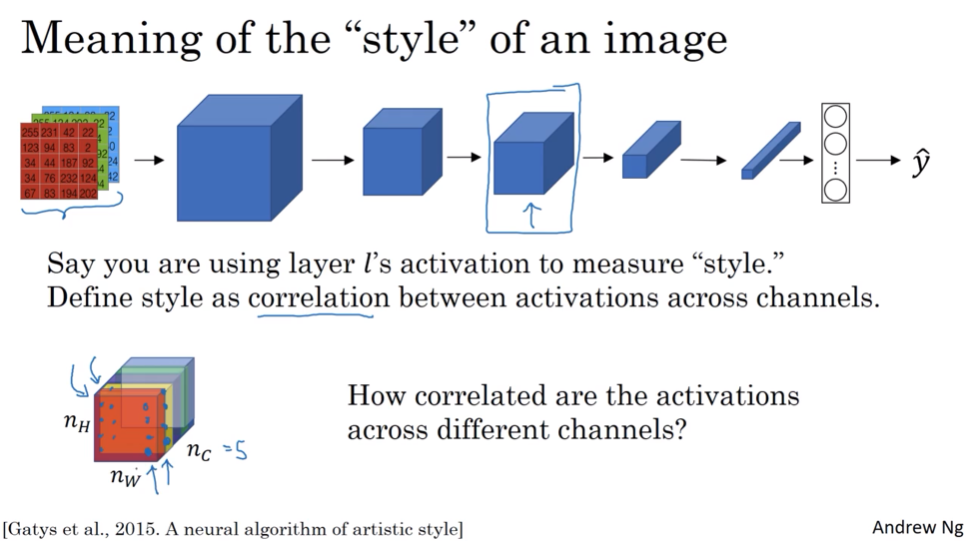 Meaning of the “style” of an image
255 231 42 22
123 94 83 2
34 44 187 92
34 76 232 124
67 83 194 202
ŷ
Say you are using layer l’s activation to measure “style.”
Define style as correlation between activations across channels.
How correlated are the activations
across different channels?
n_H
n_C =5
n_W
[Gatys et al., 2015. A neural algorithm of artistic style]
Andrew Ng